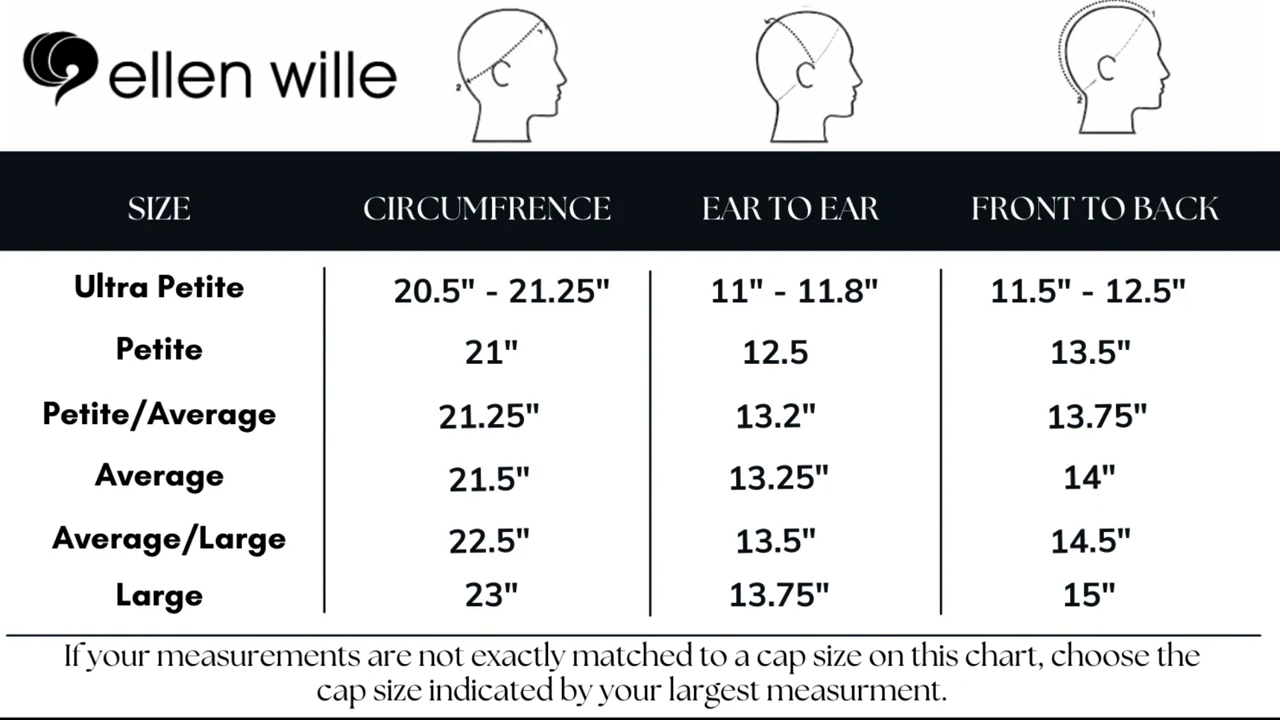 ellen wille
1
2
1
2
SIZE CIRCUMFRENCE EAR TO EAR FRONT TO BACK
Ultra Petite 20.5" - 21.25" 11" - 11.8" 11.5" - 12.5"
Petite 21" 12.5 13.5"
Petite/Average 21.25" 13.2" 13.75"
Average 21.5" 13.25" 14"
Average/Large 22.5" 13.5" 14.5"
Large 23" 13.75" 15"
If your measurements are not exactly matched to a cap size on this chart, choose the
cap size indicated by your largest measurment.